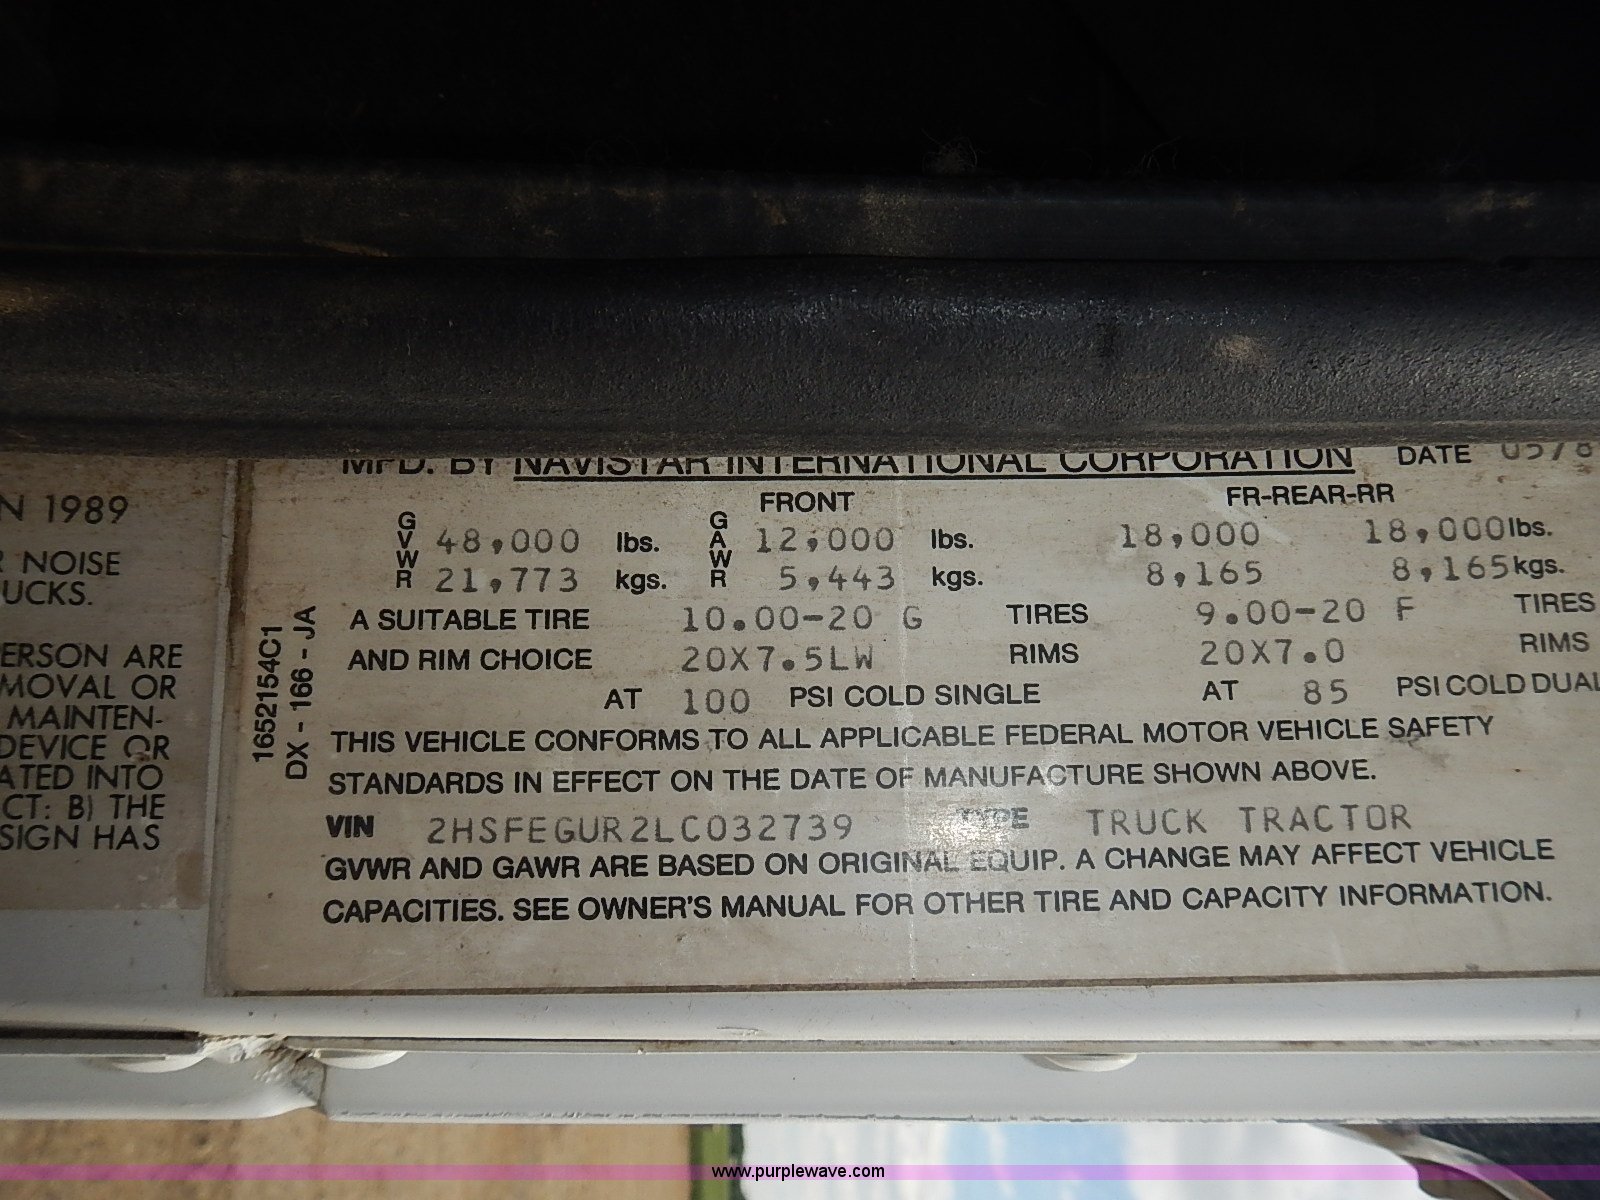 MFD. BY NAVISTAR INTERNATIONAL CORPORATION DATE 05/8
FRONT FR-REAR-RR
GVWR 48,000 lbs. GAWR 12,000 lbs. 18,000 18,000 lbs.
21,773 kgs. 5,443 kgs. 8,165 8,165 kgs.
A SUITABLE TIRE 10.00-20 G TIRES 9.00-20 F TIRES
AND RIM CHOICE 20X7.5LW RIMS 20X7.0 RIMS
AT 100 PSI COLD SINGLE AT 85 PSI COLD DUAL
THIS VEHICLE CONFORMS TO ALL APPLICABLE FEDERAL MOTOR VEHICLE SAFETY
STANDARDS IN EFFECT ON THE DATE OF MANUFACTURE SHOWN ABOVE.
VIN 2HSFEGUR2LC032739 TYPE TRUCK TRACTOR
GVWR AND GAWR ARE BASED ON ORIGINAL EQUIP. A CHANGE MAY AFFECT VEHICLE
CAPACITIES. SEE OWNER'S MANUAL FOR OTHER TIRE AND CAPACITY INFORMATION.
1652154C1
DX - 166 - JA
N 1989
R NOISE
UCKS.
ERSON ARE
MOVAL OR
MAINTEN-
DEVICE OR
ATED INTO
CT: B) THE
SIGN HAS
www.purplewave.com